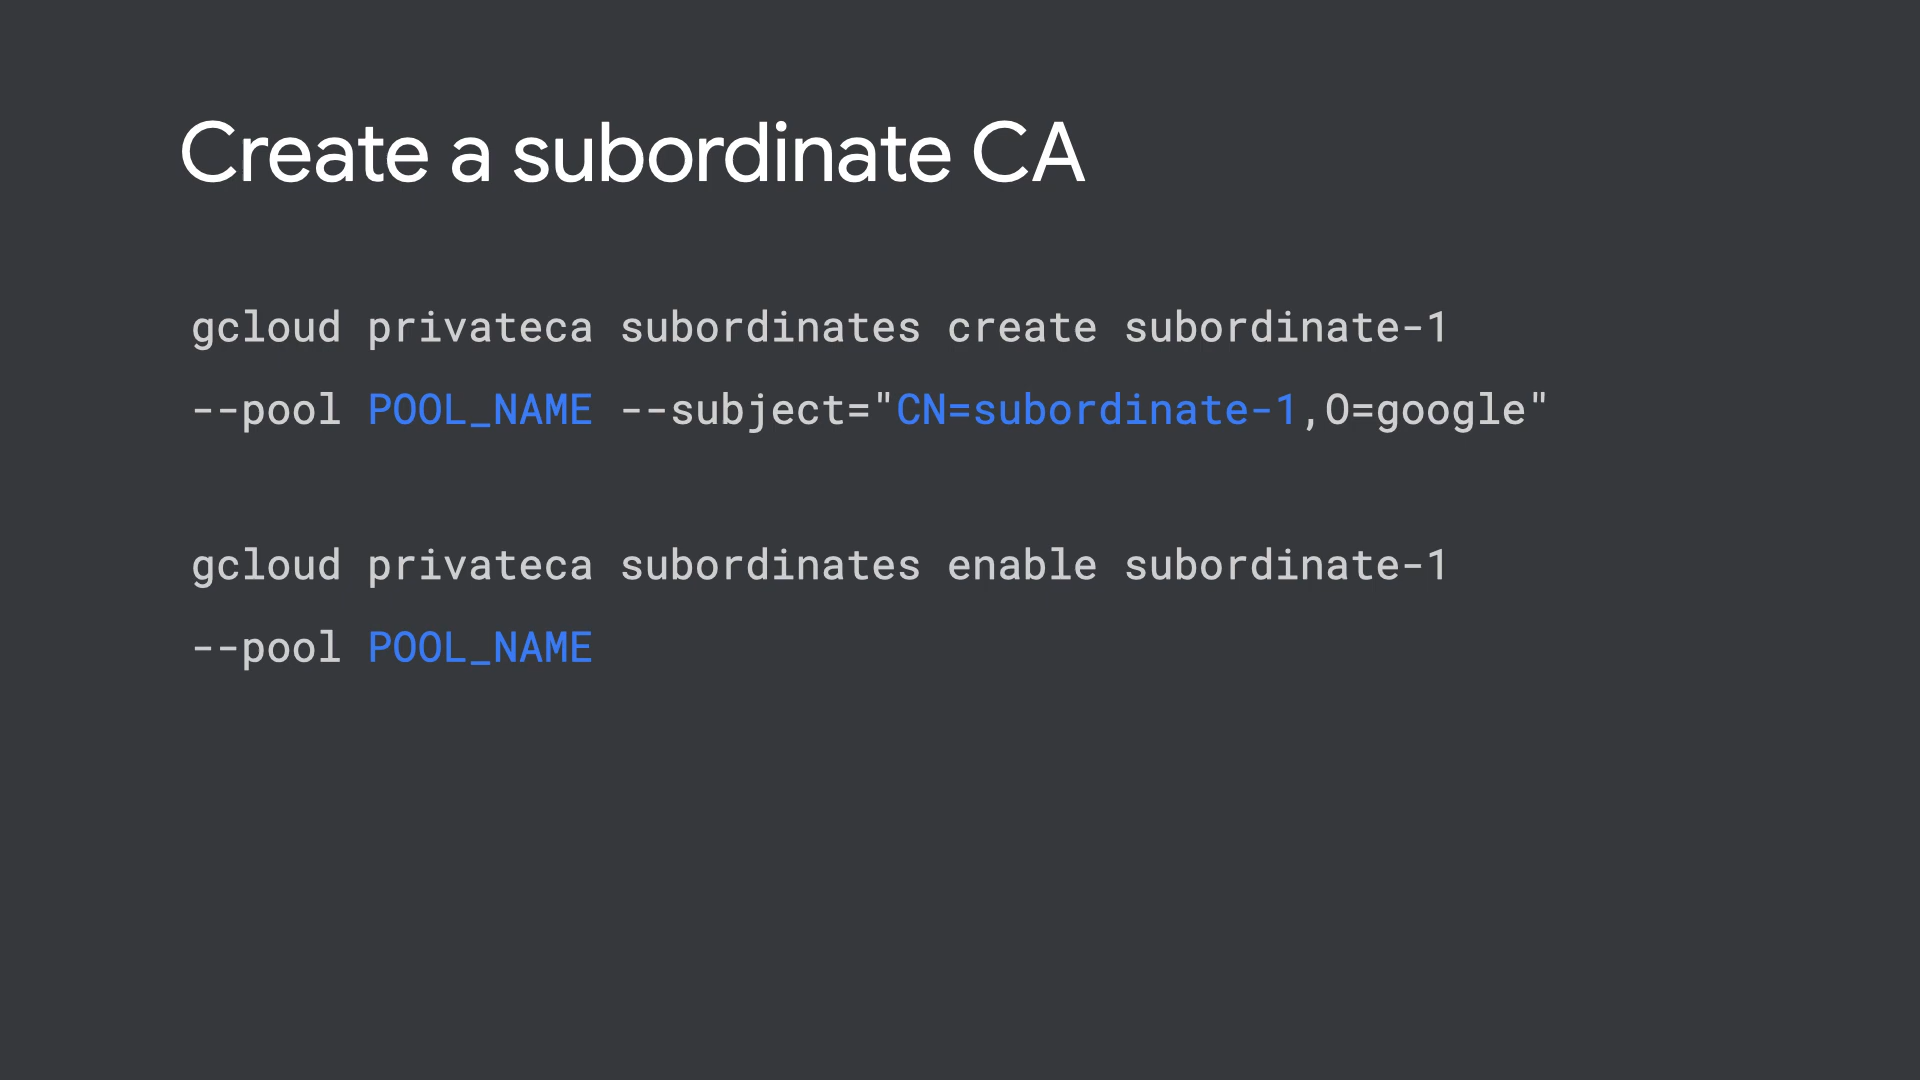 Create a subordinate CA
gcloud privateca subordinates create subordinate-1
--pool POOL_NAME --subject="CN=subordinate-1,O=google"
gcloud privateca subordinates enable subordinate-1
--pool POOL_NAME